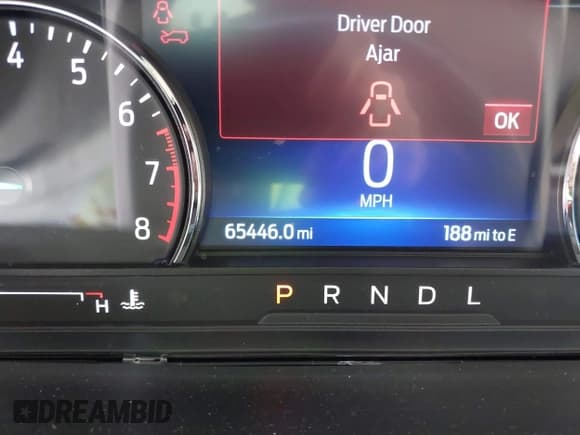 4
5
6
7
8
Driver Door
Ajar
OK
0
MPH
65446.0 mi
188 mi to E
H
P R N D L
DREAMBID